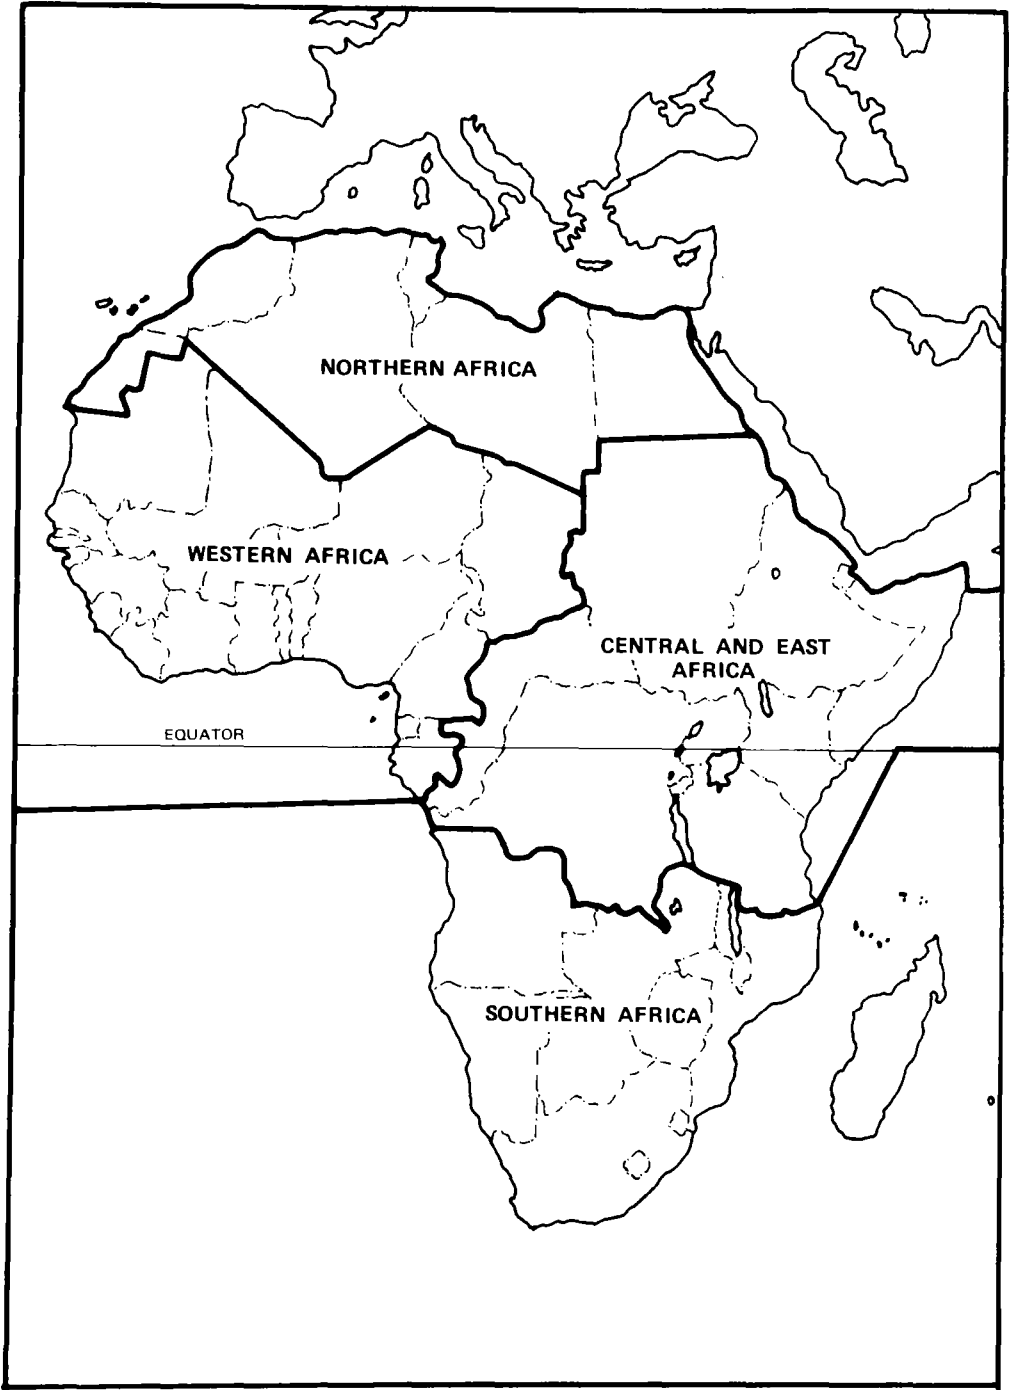 NORTHERN AFRICA
WESTERN AFRICA
CENTRAL AND EAST
AFRICA
EQUATOR
SOUTHERN AFRICA